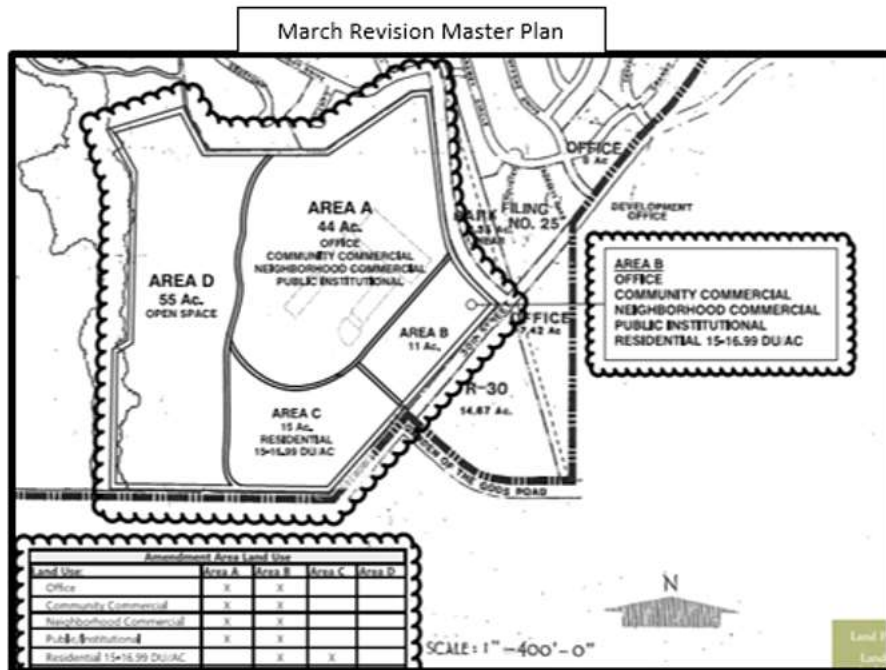 March Revision Master Plan
OFFICE
AREA A
44 Ac.
OFFICE
COMMUNITY COMMERCIAL
NEIGHBORHOOD COMMERCIAL
PUBLIC INSTITUTIONAL
FILING
NO. 25
DEVELOPMENT
OFFICE
AREA D
55 Ac.
OPEN SPACE
AREA B
11 Ac.
OFFICE
7.42 Ac
AREA B
OFFICE
COMMUNITY COMMERCIAL
NEIGHBORHOOD COMMERCIAL
PUBLIC INSTITUTIONAL
RESIDENTIAL 15-16.99 DU/AC
R-30
14.67 Ac.
AREA C
15 Ac.
RESIDENTIAL
15-16.99 DU/AC
OF THE GODS ROAD
Amendment Area Land Use
Land Use: Area A Area B Area C Area D
Office X X
Community Commercial X X
Neighborhood Commercial X X
Public/Institutional X X
Residential 15-16.99 DU/AC X X
N
SCALE: 1" -400'-0"